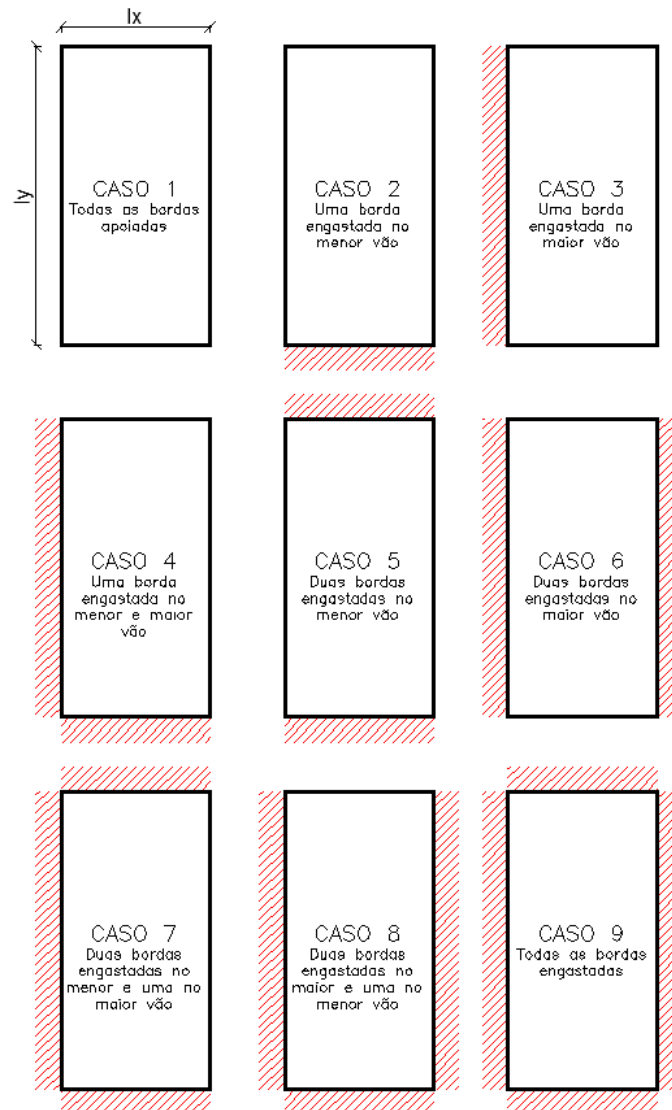 lx
ly
CASO 1
Todas as bordas
apoiadas
CASO 2
Uma borda
engastada no
menor vão
CASO 3
Uma borda
engastada no
maior vão
CASO 4
Uma borda
engastada no
menor e maior
vão
CASO 5
Duas bordas
engastadas no
menor vão
CASO 6
Duas bordas
engastadas no
maior vão
CASO 7
Duas bordas
engastadas no
menor e uma no
maior vão
CASO 8
Duas bordas
engastadas no
maior e uma no
menor vão
CASO 9
Todas as bordas
engastadas